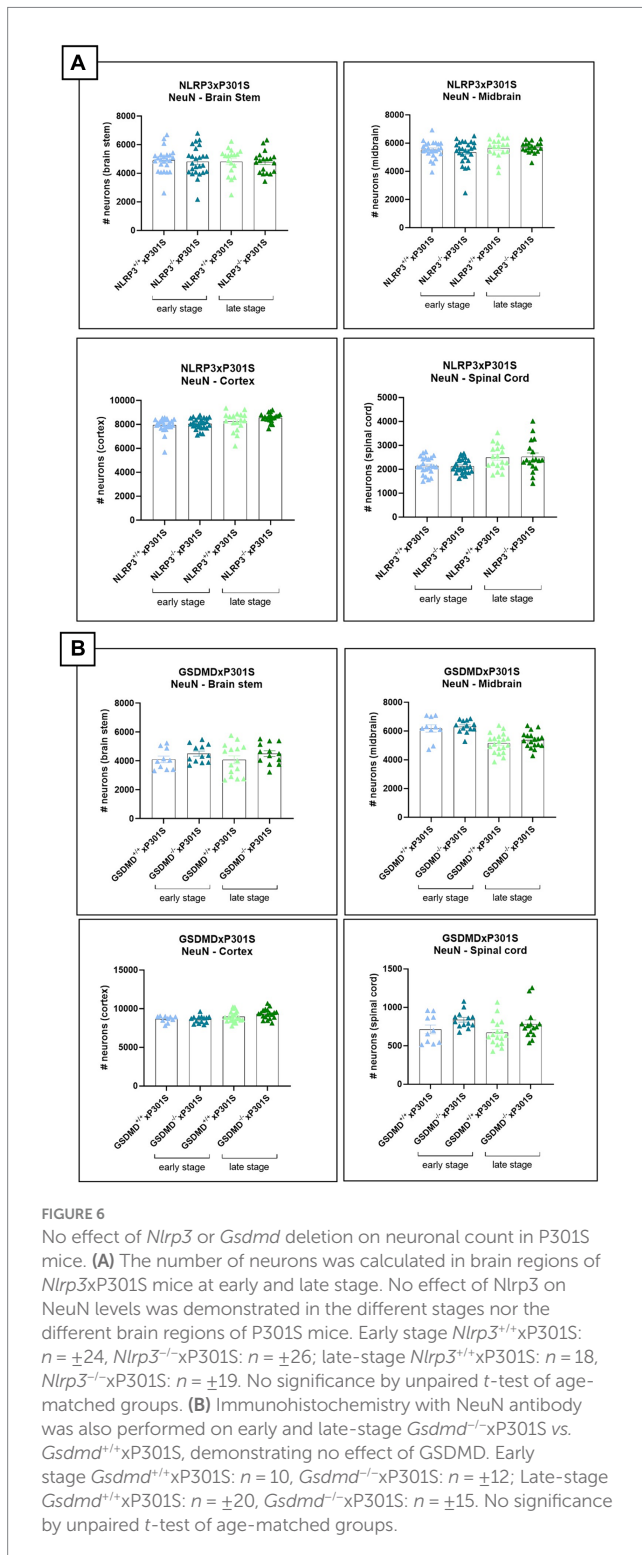 A
NLRP3xP301S
NeuN - Brain Stem
# neurons (brain stem)
8000
6000
4000
2000
0
NLRP3+/+xP301S
NLRP3-/-xP301S
NLRP3+/+xP301S
NLRP3-/-xP301S
early stage
late stage
NLRP3xP301S
NeuN - Midbrain
# neurons (midbrain)
8000
6000
4000
2000
0
NLRP3+/+xP301S
NLRP3-/-xP301S
NLRP3+/+xP301S
NLRP3-/-xP301S
early stage
late stage
NLRP3xP301S
NeuN - Cortex
# neurons (cortex)
10000
8000
6000
4000
2000
0
NLRP3+/+xP301S
NLRP3-/-xP301S
NLRP3+/+xP301S
NLRP3-/-xP301S
early stage
late stage
NLRP3xP301S
NeuN - Spinal Cord
# neurons (spinal cord)
5000
4000
3000
2000
1000
0
NLRP3+/+xP301S
NLRP3-/-xP301S
NLRP3+/+xP301S
NLRP3-/-xP301S
early stage
late stage
B
GSDMDxP301S
NeuN - Brain stem
# neurons (brain stem)
8000
6000
4000
2000
0
GSDMD+/+xP301S
GSDMD-/-xP301S
GSDMD+/+xP301S
GSDMD-/-xP301S
early stage
late stage
GSDMDxP301S
NeuN - Midbrain
# neurons (midbrain)
8000
6000
4000
2000
0
GSDMD+/+xP301S
GSDMD-/-xP301S
GSDMD+/+xP301S
GSDMD-/-xP301S
early stage
late stage
GSDMDxP301S
NeuN - Cortex
# neurons (cortex)
15000
10000
5000
0
GSDMD+/+xP301S
GSDMD-/-xP301S
GSDMD+/+xP301S
GSDMD-/-xP301S
early stage
late stage
GSDMDxP301S
NeuN - Spinal cord
# neurons (spinal cord)
1500
1000
500
0
GSDMD+/+xP301S
GSDMD-/-xP301S
GSDMD+/+xP301S
GSDMD-/-xP301S
early stage
late stage
FIGURE 6
No effect of Nlrp3 or Gsdmd deletion on neuronal count in P301S
mice. (A) The number of neurons was calculated in brain regions of
Nlrp3xP301S mice at early and late stage. No effect of Nlrp3 on
NeuN levels was demonstrated in the different stages nor the
different brain regions of P301S mice. Early stage Nlrp3+/+xP301S:
n = ±24, Nlrp3−/−xP301S: n = ±26; late-stage Nlrp3+/+xP301S: n = 18,
Nlrp3−/−xP301S: n = ±19. No significance by unpaired t-test of age-
matched groups. (B) Immunohistochemistry with NeuN antibody
was also performed on early and late-stage Gsdmd−/−xP301S vs.
Gsdmd+/+xP301S, demonstrating no effect of GSDMD. Early
stage Gsdmd+/+xP301S: n = 10, Gsdmd−/−xP301S: n = ±12; Late-stage
Gsdmd+/+xP301S: n = ±20, Gsdmd−/−xP301S: n = ±15. No significance
by unpaired t-test of age-matched groups.